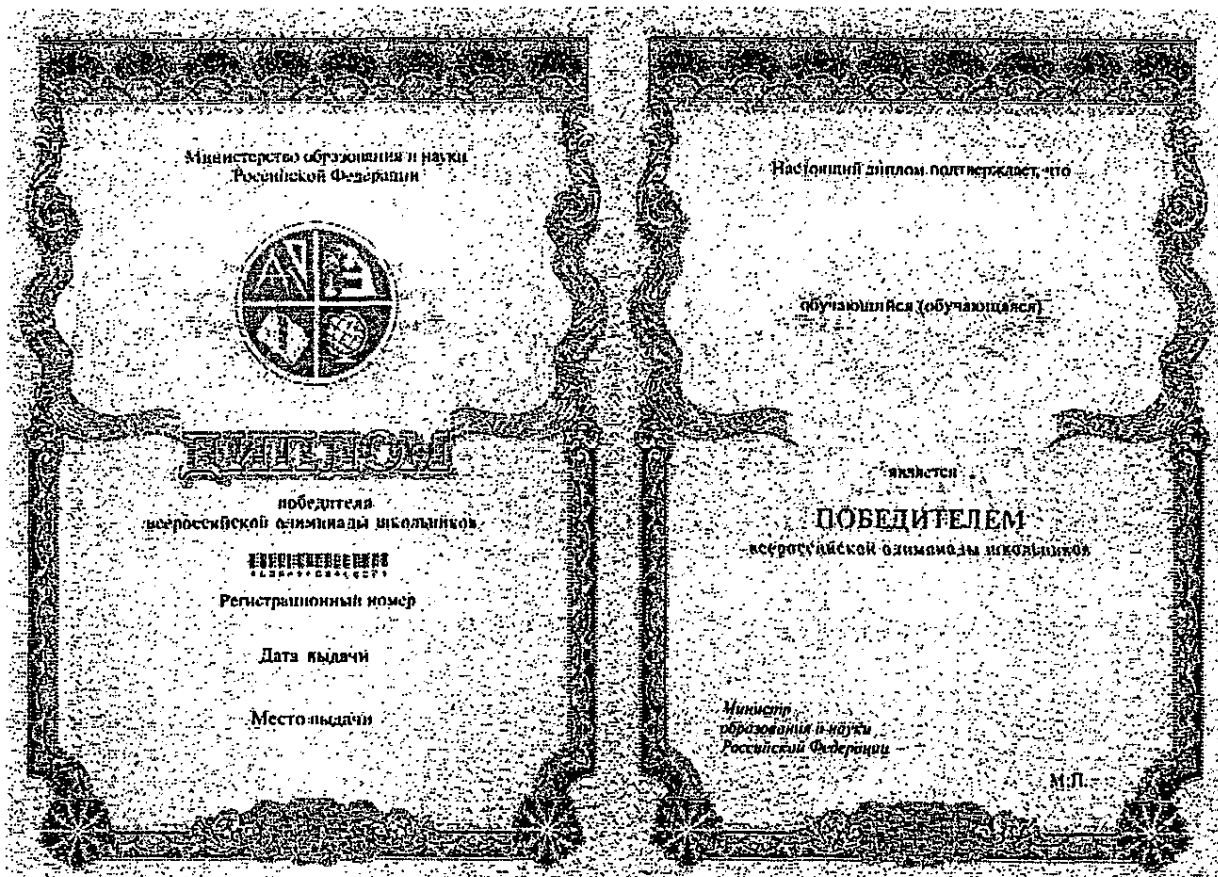 Министерство образования и науки
Российской Федерации
ДИПЛОМ
победителя
всероссийской олимпиады школьников
Регистрационный номер
Дата выдачи
Место выдачи
Настоящий диплом подтверждает, что
обучающийся (обучающаяся)
является
ПОБЕДИТЕЛЕМ
всероссийской олимпиады школьников
Министр
образования и науки
Российской Федерации
М.П.